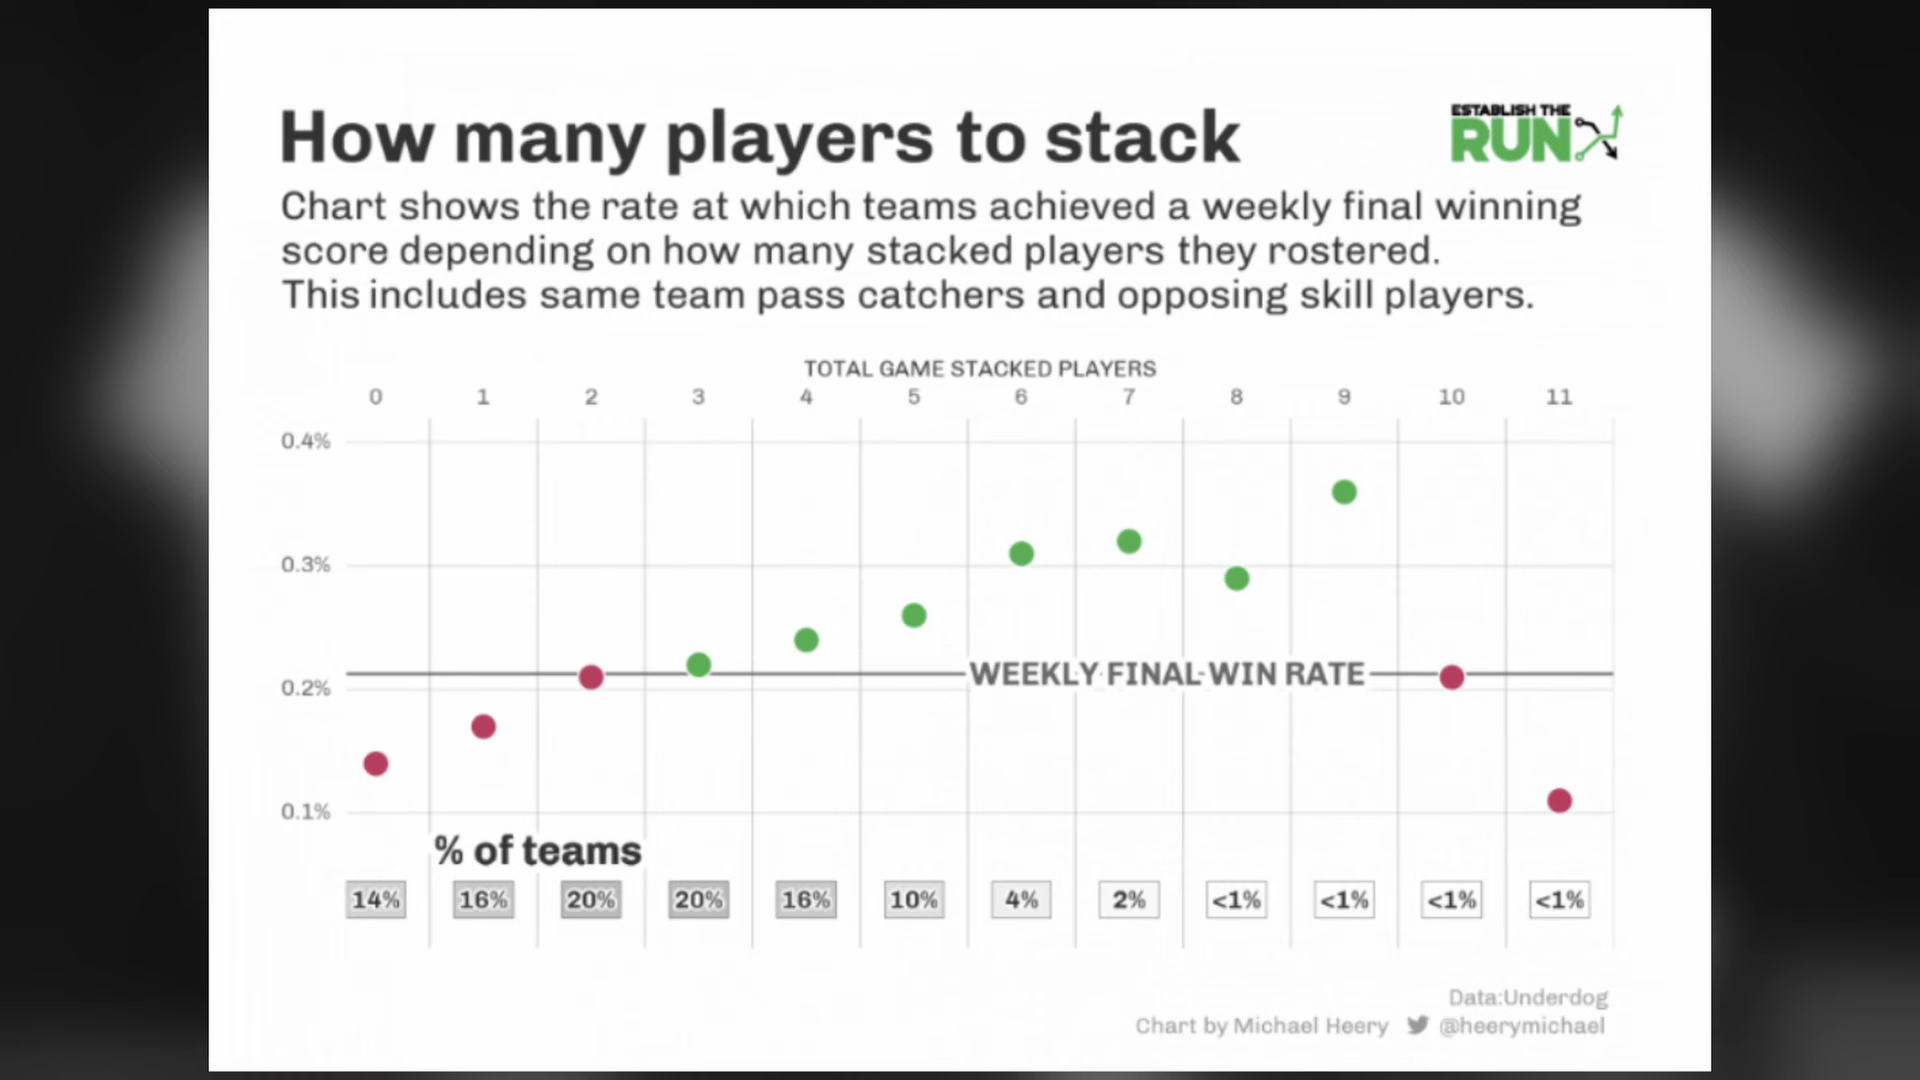 How many players to stack
ESTABLISH THE
RUN
Chart shows the rate at which teams achieved a weekly final winning
score depending on how many stacked players they rostered.
This includes same team pass catchers and opposing skill players.
TOTAL GAME STACKED PLAYERS
0 1 2 3 4 5 6 7 8 9 10 11
0.4%
0.3%
WEEKLY FINAL WIN RATE
0.2%
0.1%
% of teams
14% 16% 20% 20% 16% 10% 4% 2% <1% <1% <1% <1%
Data:Underdog
Chart by Michael Heery @heerymichael